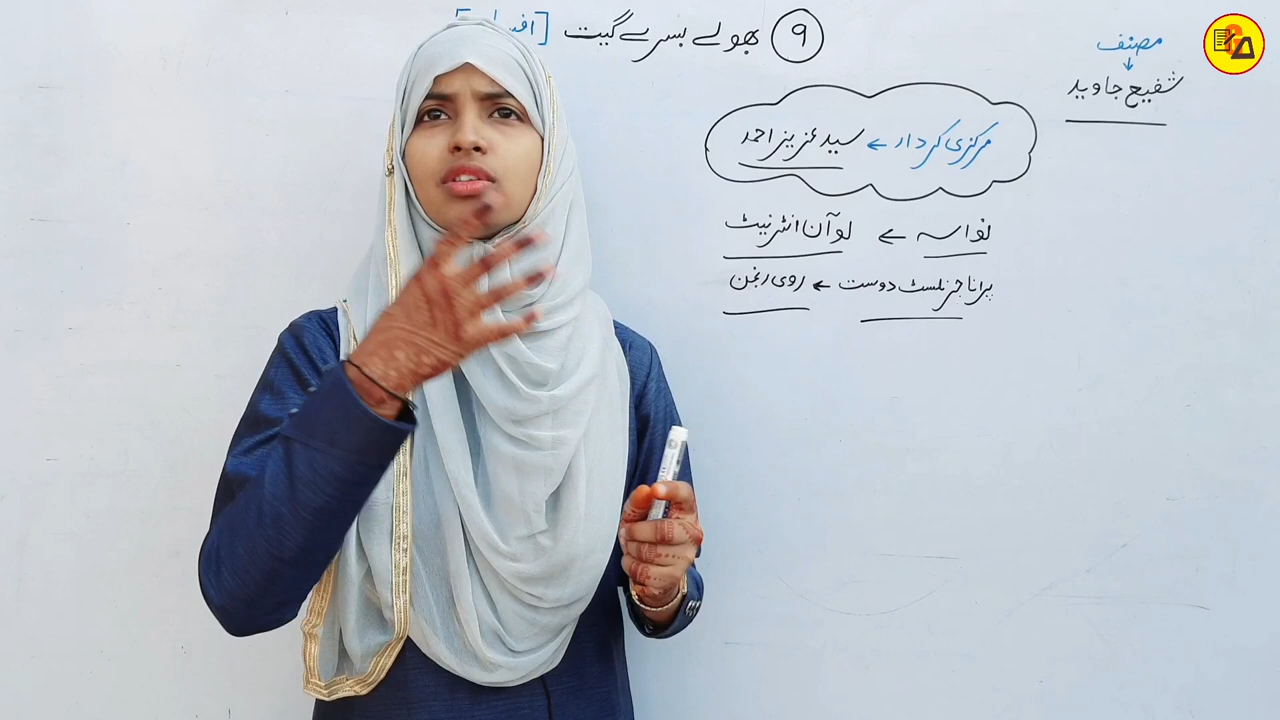 ۹ بھولے بسرے گیت [
مصنف
↓
شفیع جاوید
مرکزی کردار ← سید عزیز احمد
نواسہ ← لو آن انٹرنیٹ
پرانا جرنلسٹ دوست ← روی رنجن